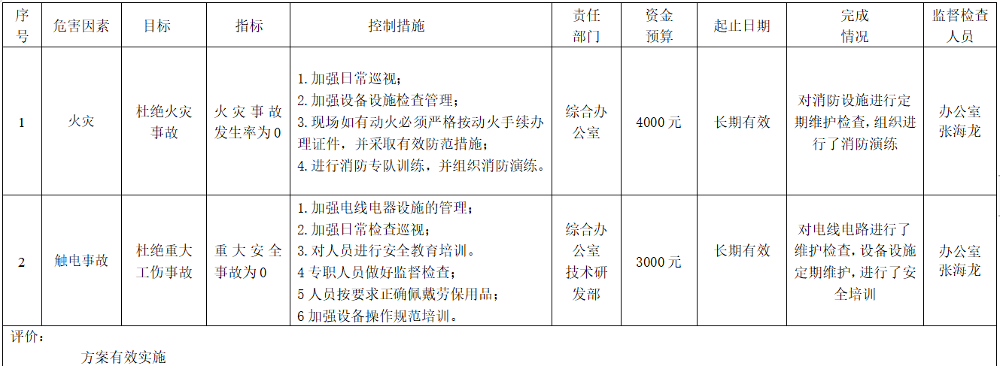 序号
危害因素
目标
指标
控制措施
责任
部门
资金
预算
起止日期
完成
情况
监督检查
人员
1
火灾
杜绝火灾
事故
火灾事故
发生率为0
1.加强日常巡视；
2.加强设备设施检查管理；
3.现场如有动火必须严格按动火手续办
理证件，并采取有效防范措施；
4.进行消防专队训练，并组织消防演练。
综合办
公室
4000元
长期有效
对消防设施进行定
期维护检查，组织进
行了消防演练
办公室
张海龙
2
触电事故
杜绝重大
工伤事故
重大安全
事故为0
1.加强电线电器设施的管理；
2.加强日常检查巡视；
3.对人员进行安全教育培训。
4专职人员做好监督检查；
5人员按要求正确佩戴劳保用品；
6加强设备操作规范培训。
综合办
公室
技术研
发部
3000元
长期有效
对电线电路进行了
维护检查，设备设施
定期维护，进行了安
全培训
办公室
张海龙
评价：
方案有效实施